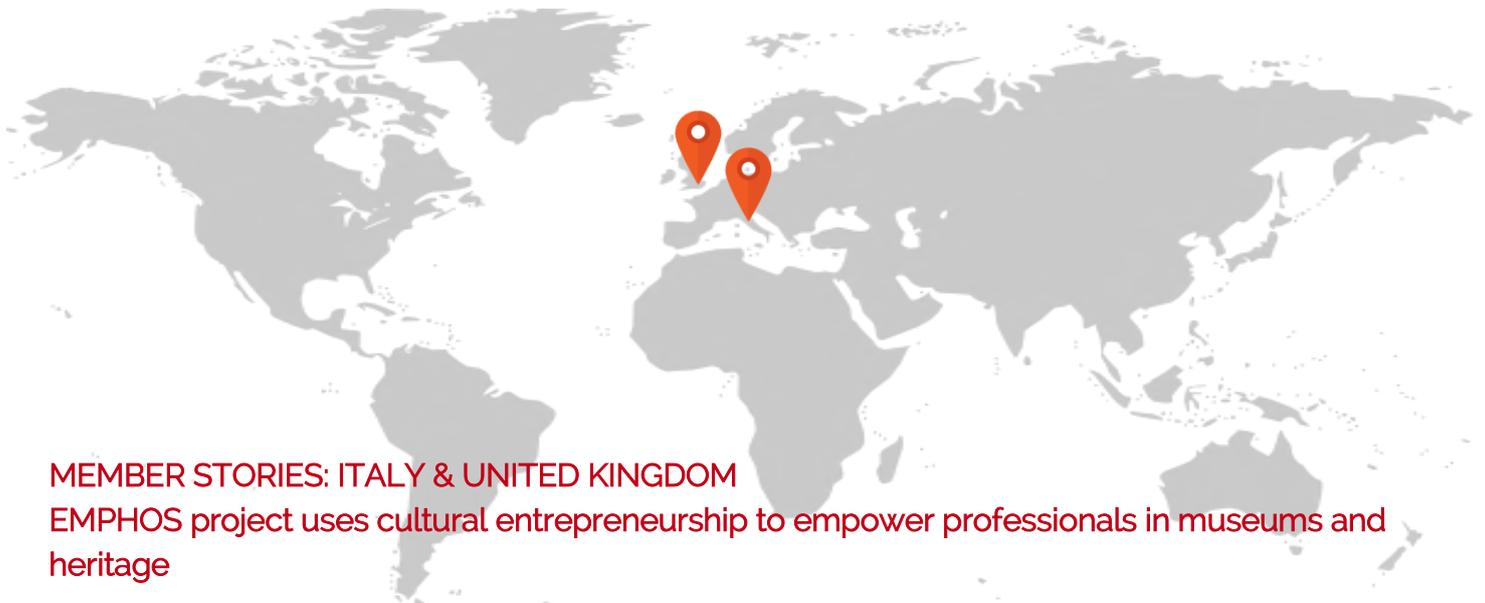 MEMBER STORIES: ITALY & UNITED KINGDOM
EMPHOS project uses cultural entrepreneurship to empower professionals in museums and
heritage